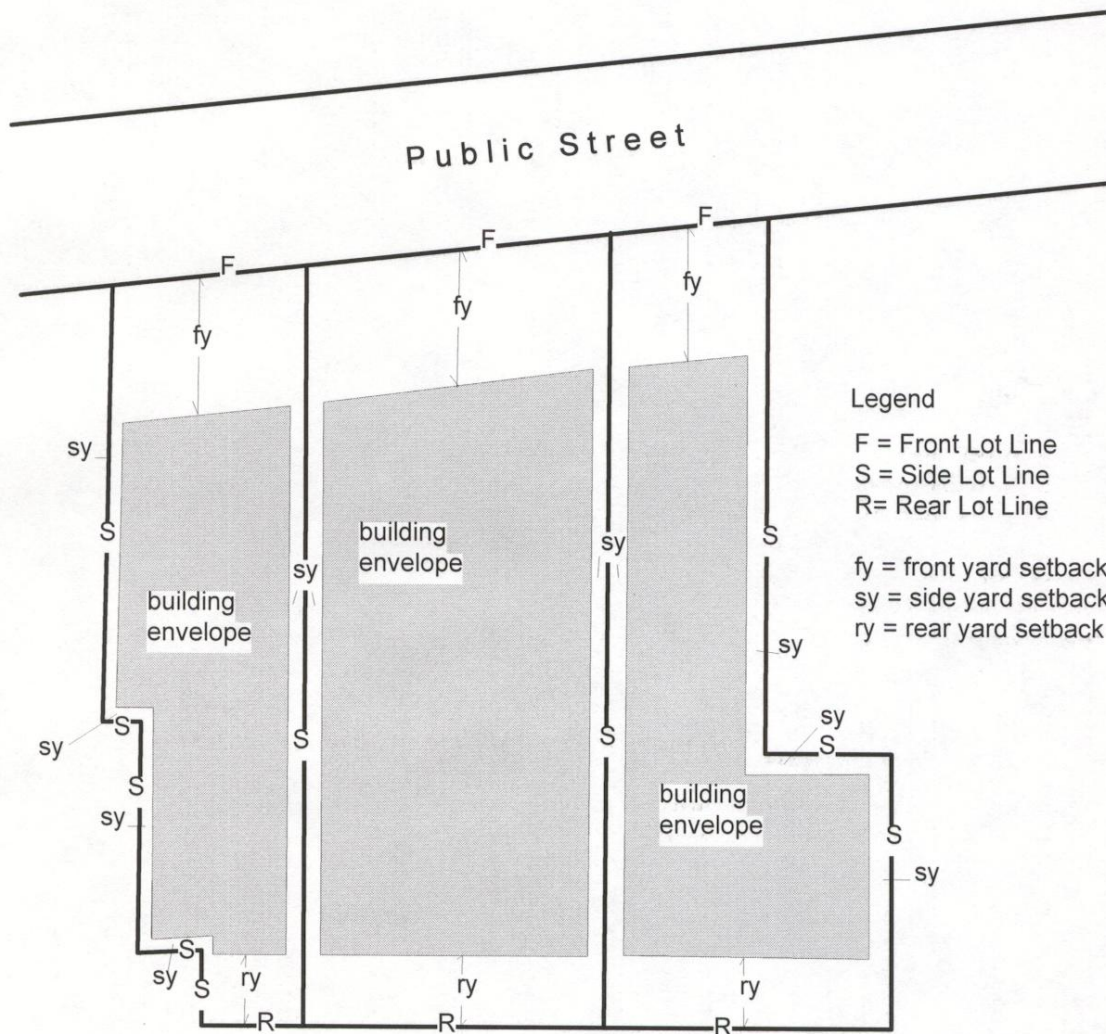 Public Street
F
F
F
fy
fy
fy
Legend
F = Front Lot Line
S = Side Lot Line
R= Rear Lot Line
fy = front yard setback
sy = side yard setback
ry = rear yard setback
sy
S
sy
sy
S
building
envelope
building
envelope
building
envelope
sy
S
sy
S
S
S
sy
S
S
sy
S
sy
sy
S
S
ry
ry
ry
R
R
R